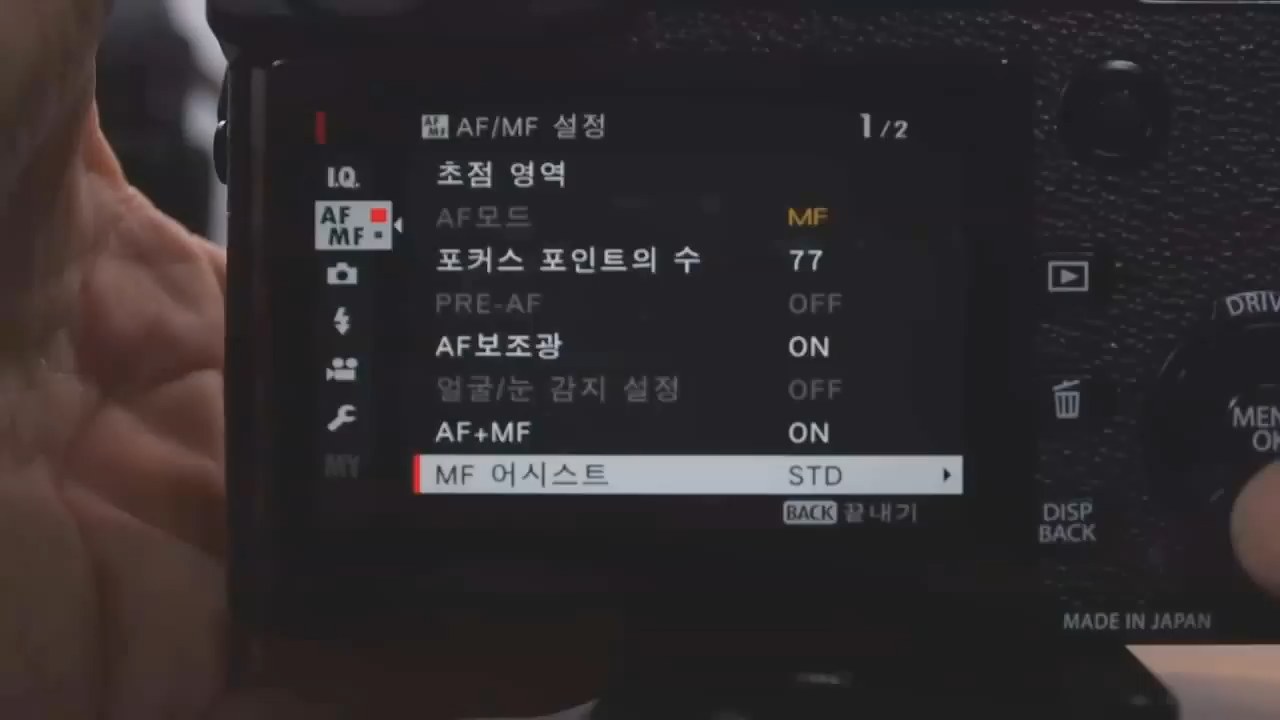 AF MF AF/MF 설정 1/2
I.Q. 초점 영역
AF MF AF모드 MF
포커스 포인트의 수 77
PRE-AF OFF
AF보조광 ON
얼굴/눈 감지 설정 OFF
AF+MF ON
MY MF 어시스트 STD
BACK 끝내기
DISP
BACK
MADE IN JAPAN